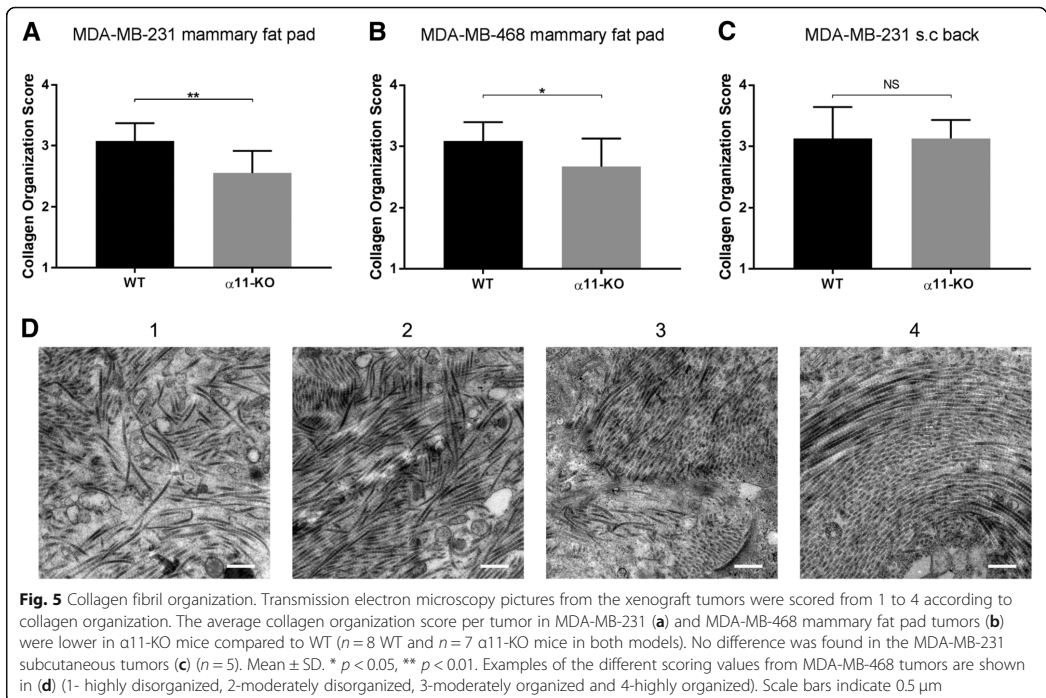 A MDA-MB-231 mammary fat pad
Collagen Organization Score
4
3
2
1
**
WT α11-KO
B MDA-MB-468 mammary fat pad
Collagen Organization Score
4
3
2
1
*
WT α11-KO
C MDA-MB-231 s.c back
Collagen Organization Score
4
3
2
1
NS
WT α11-KO
D 1 2 3 4
Fig. 5 Collagen fibril organization. Transmission electron microscopy pictures from the xenograft tumors were scored from 1 to 4 according to
collagen organization. The average collagen organization score per tumor in MDA-MB-231 (a) and MDA-MB-468 mammary fat pad tumors (b)
were lower in α11-KO mice compared to WT (n = 8 WT and n = 7 α11-KO mice in both models). No difference was found in the MDA-MB-231
subcutaneous tumors (c) (n = 5). Mean ± SD. * p < 0.05, ** p < 0.01. Examples of the different scoring values from MDA-MB-468 tumors are shown
in (d) (1- highly disorganized, 2-moderately disorganized, 3-moderately organized and 4-highly organized). Scale bars indicate 0.5 μm